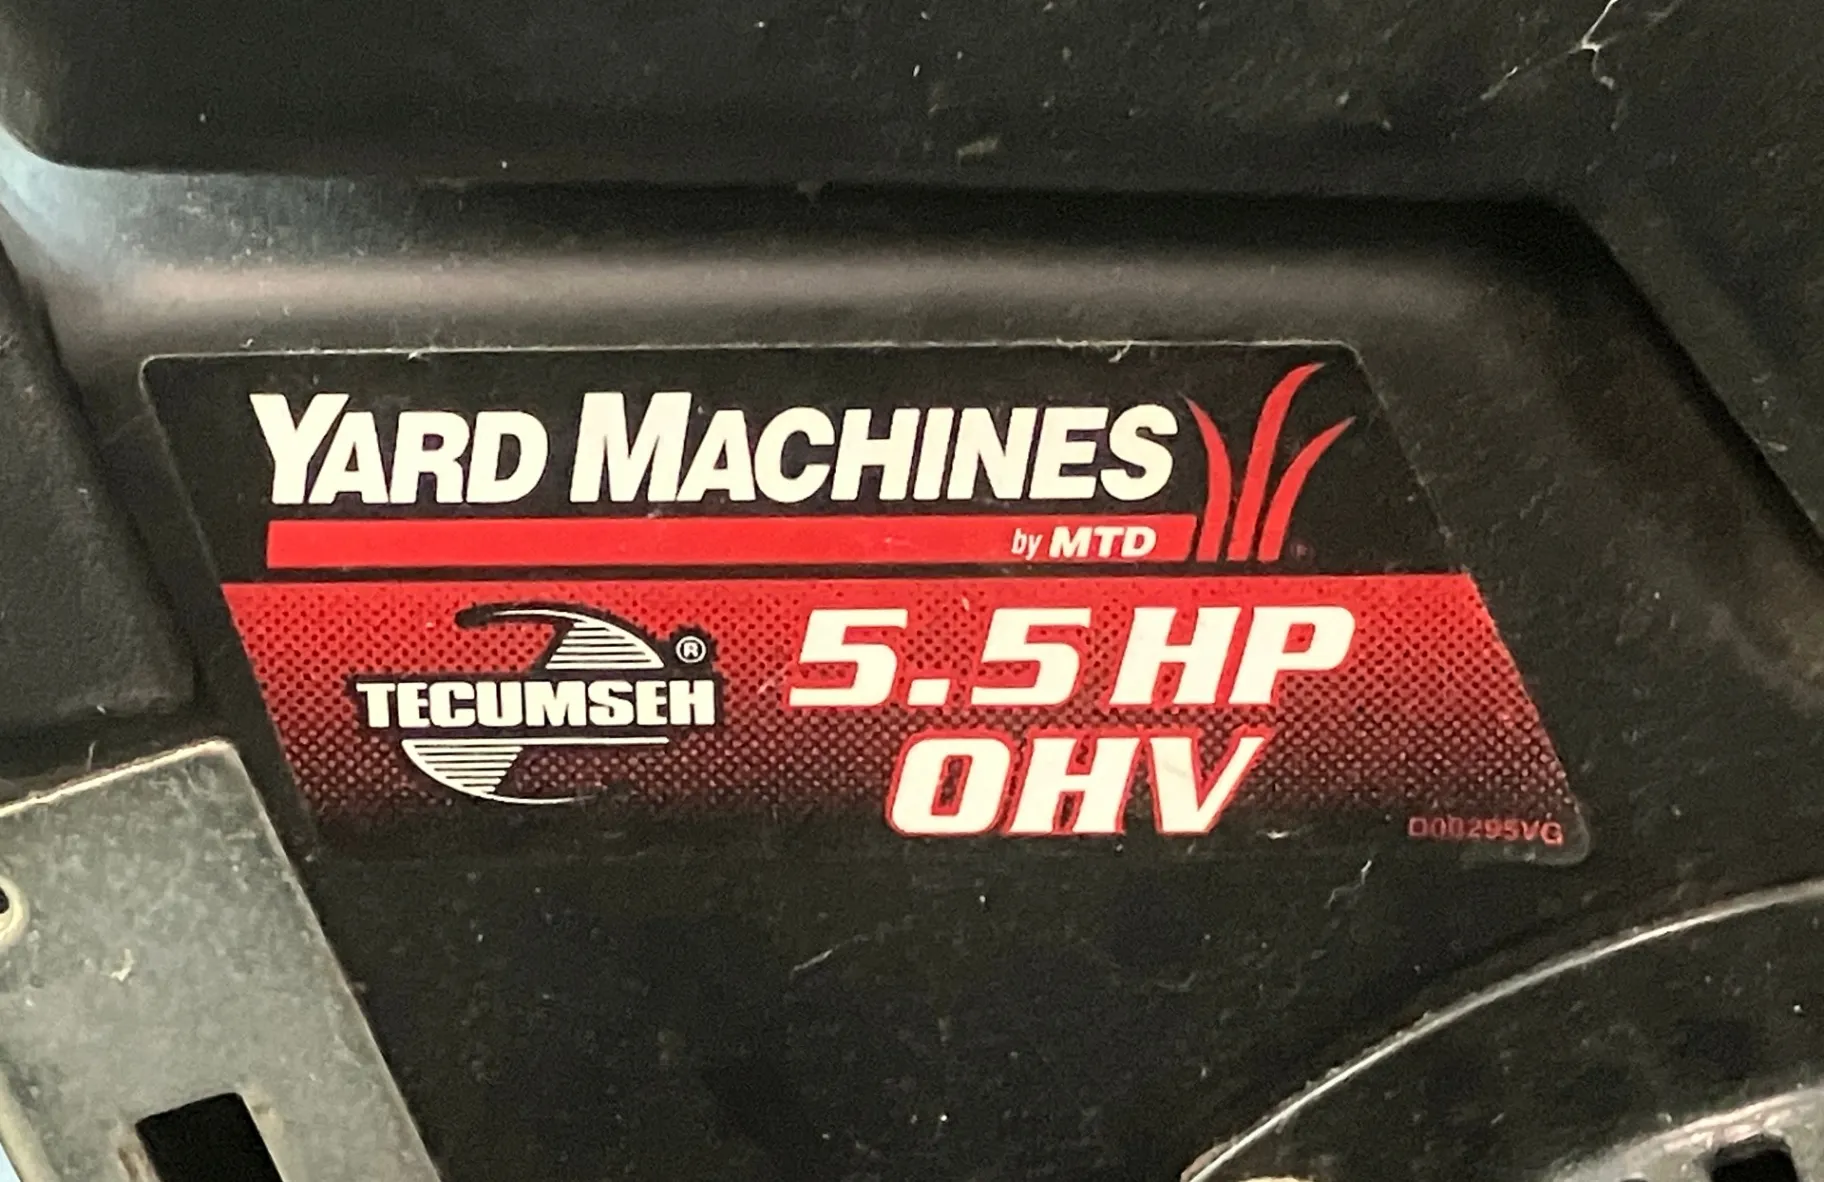 YARD MACHINES
by MTD
TECUMSEH®
5.5 HP
OHV